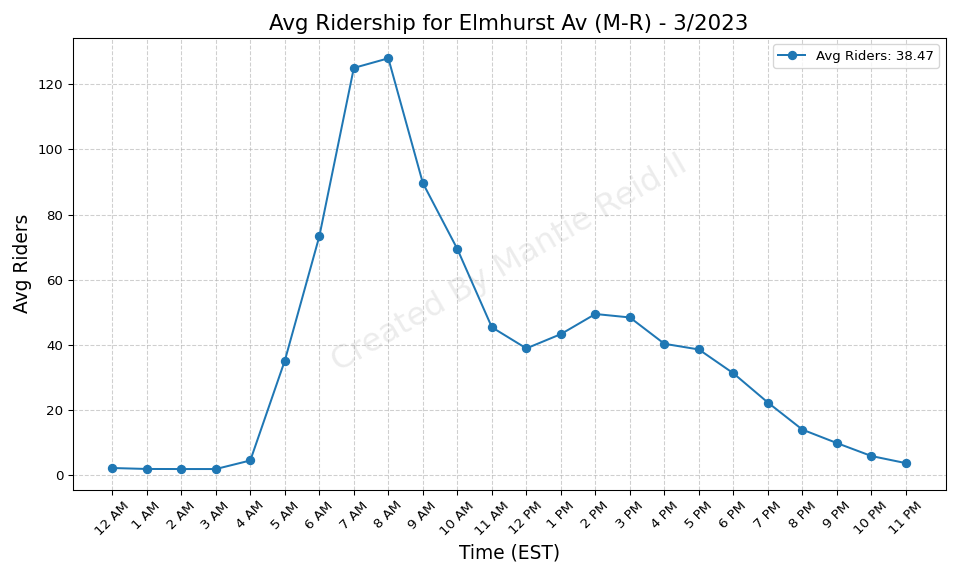 Avg Ridership for Elmhurst Av (M-R) - 3/2023
Avg Riders: 38.47
Avg Riders
120
100
80
60
40
20
0
Created By Mantle Reid II
12 AM
1 AM
2 AM
3 AM
4 AM
5 AM
6 AM
7 AM
8 AM
9 AM
10 AM
11 AM
12 PM
1 PM
2 PM
3 PM
4 PM
5 PM
6 PM
7 PM
8 PM
9 PM
10 PM
11 PM
Time (EST)